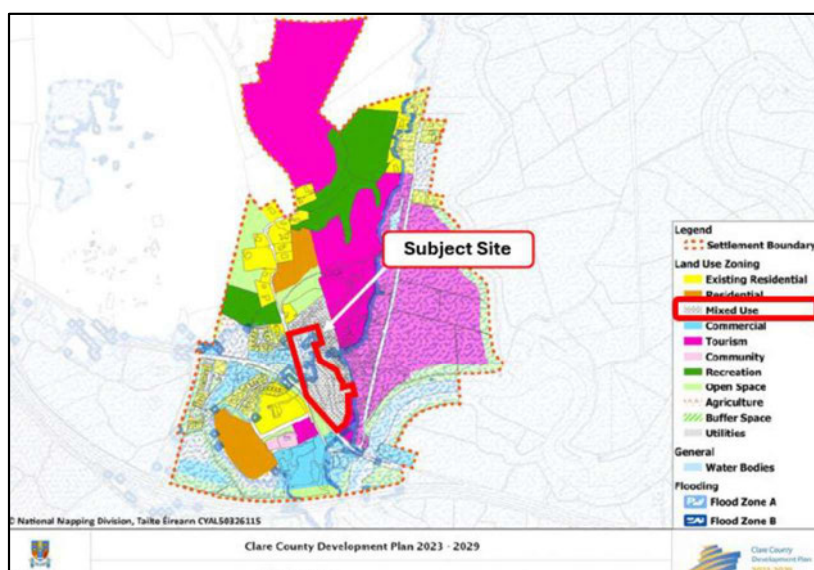 Subject Site
Legend
Settlement Boundary
Land Use Zoning
Existing Residential
Residential
Mixed Use
Commercial
Tourism
Community
Recreation
Open Space
Agriculture
Buffer Space
Utilities
General
Water Bodies
Flooding
Flood Zone A
Flood Zone B
© National Mapping Division, Tailte Éireann CYAL50326115
Clare County Development Plan 2023 - 2029
Clare County
Development Plan
2023-2029